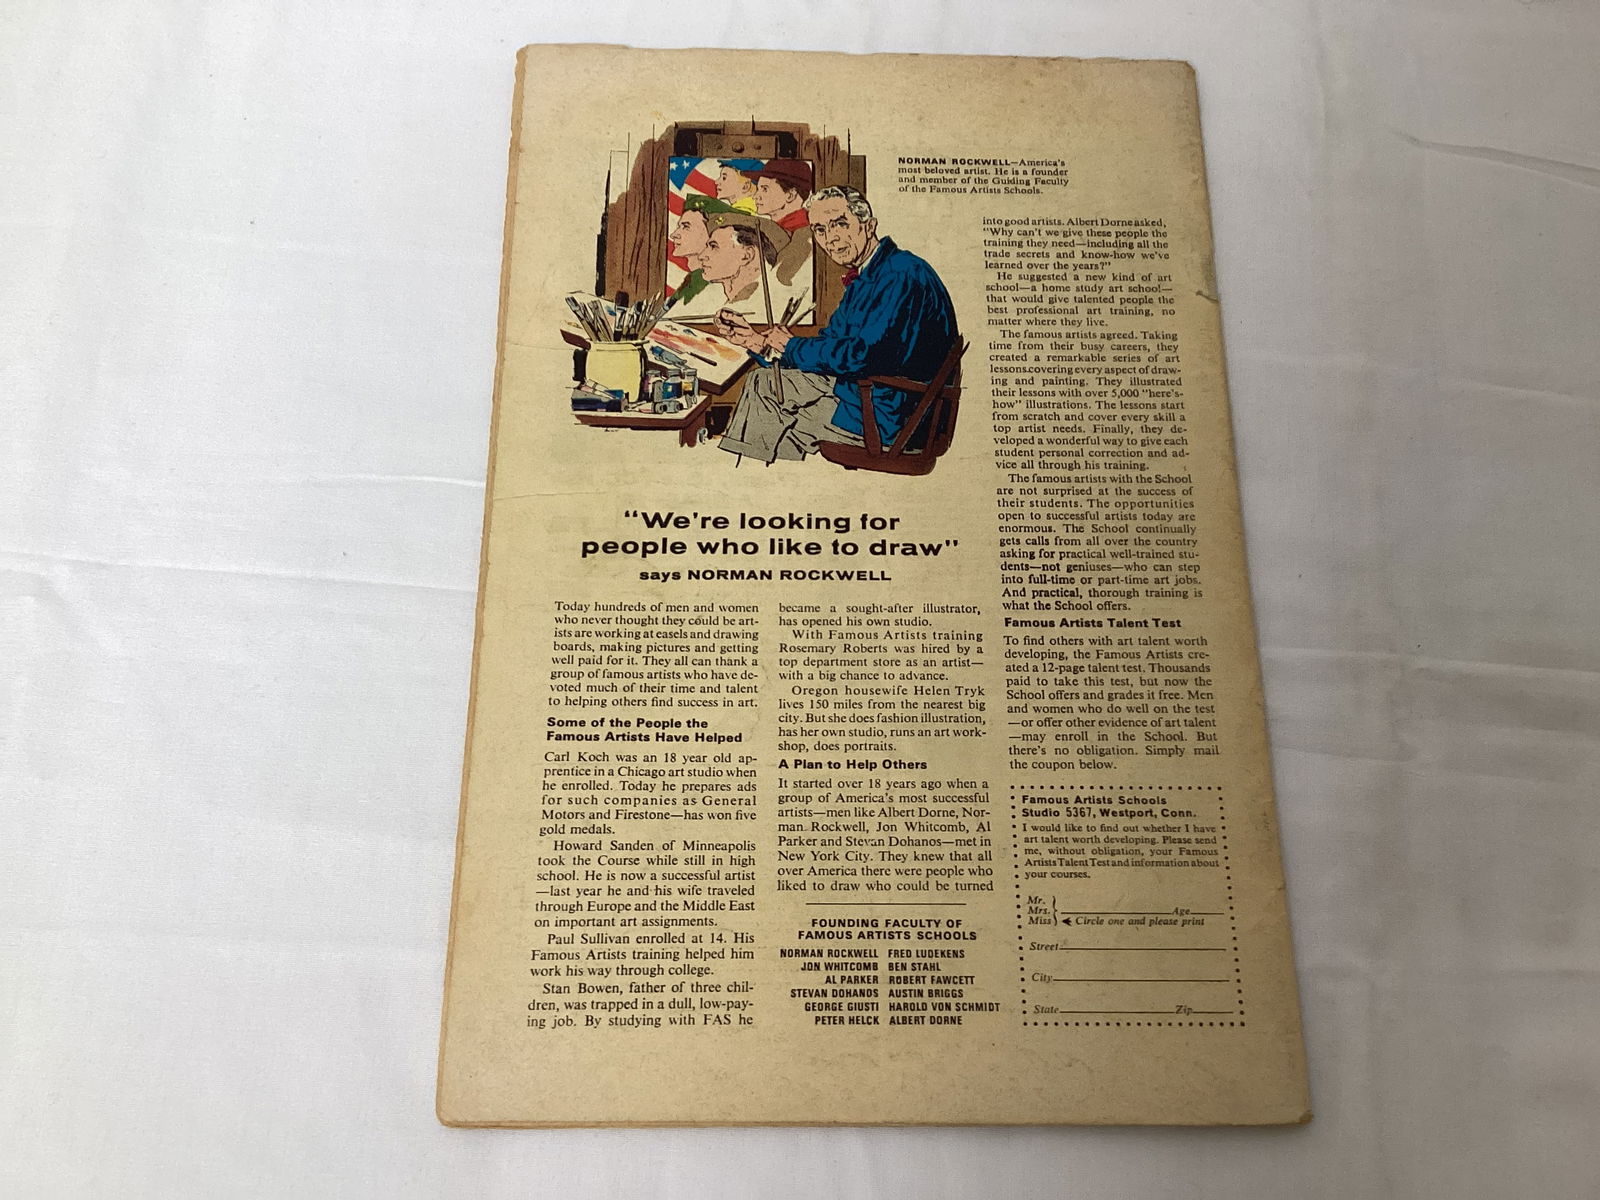 NORMAN ROCKWELL—America's
most beloved artist. He is a founder
and member of the Guiding Faculty
of the Famous Artists Schools.
"We're looking for
people who like to draw"
says NORMAN ROCKWELL
Today hundreds of men and women
who never thought they could be art-
ists are working at easels and drawing
boards, making pictures and getting
well paid for it. They all can thank a
group of famous artists who have de-
voted much of their time and talent
to helping others find success in art.
Some of the People the
Famous Artists Have Helped
Carl Koch was an 18 year old ap-
prentice in a Chicago art studio when
he enrolled. Today he prepares ads
for such companies as General
Motors and Firestone—has won five
gold medals.
Howard Sanden of Minneapolis
took the Course while still in high
school. He is now a successful artist
—last year he and his wife traveled
through Europe and the Middle East
on important art assignments.
Paul Sullivan enrolled at 14. His
Famous Artists training helped him
work his way through college.
Stan Bowen, father of three chil-
dren, was trapped in a dull, low-pay-
ing job. By studying with FAS he
became a sought-after illustrator,
has opened his own studio.
With Famous Artists training
Rosemary Roberts was hired by a
top department store as an artist—
with a big chance to advance.
Oregon housewife Helen Tryk
lives 150 miles from the nearest big
city. But she does fashion illustration,
has her own studio, runs an art work-
shop, does portraits.
A Plan to Help Others
It started over 18 years ago when a
group of America's most successful
artists—men like Albert Dorne, Nor-
man Rockwell, Jon Whitcomb, Al
Parker and Stevan Dohanos—met in
New York City. They knew that all
over America there were people who
liked to draw who could be turned
into good artists. Albert Dorne asked,
"Why can't we give these people the
training they need—including all the
trade secrets and know-how we've
learned over the years?"
He suggested a new kind of art
school—a home study art school—
that would give talented people the
best professional art training, no
matter where they live.
The famous artists agreed. Taking
time from their busy careers, they
created a remarkable series of art
lessons covering every aspect of draw-
ing and painting. They illustrated
their lessons with over 5,000 "here's-
how" illustrations. The lessons start
from scratch and cover every skill a
top artist needs. Finally, they de-
veloped a wonderful way to give each
student personal correction and ad-
vice all through his training.
The famous artists with the School
are not surprised at the success of
their students. The opportunities
open to successful artists today are
enormous. The School continually
gets calls from all over the country
asking for practical well-trained stu-
dents—not geniuses—who can step
into full-time or part-time art jobs.
And practical, thorough training is
what the School offers.
Famous Artists Talent Test
To find others with art talent worth
developing, the Famous Artists cre-
ated a 12-page talent test. Thousands
paid to take this test, but now the
School offers and grades it free. Men
and women who do well on the test
—or offer other evidence of art talent
—may enroll in the School. But
there's no obligation. Simply mail
the coupon below.
FOUNDING FACULTY OF
FAMOUS ARTISTS SCHOOLS
NORMAN ROCKWELL FRED LUDEKENS
JON WHITCOMB BEN STAHL
AL PARKER ROBERT FAWCETT
STEVAN DOHANOS AUSTIN BRIGGS
GEORGE GIUSTI HAROLD VON SCHMIDT
PETER HELCK ALBERT DORNE
Famous Artists Schools
Studio 5367, Westport, Conn.
I would like to find out whether I have
art talent worth developing. Please send
me, without obligation, your Famous
Artists Talent Test and information about
your courses.
Mr.
Mrs. Age
Miss Circle one and please print
Street
City
State Zip